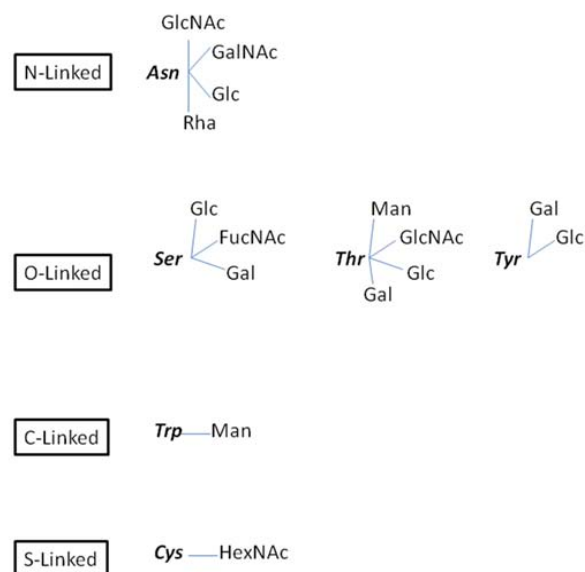 GlcNAc
GalNAc
N-Linked
Asn
Glc
Rha
Glc
Man
Gal
FucNAc
GlcNAc
Glc
O-Linked
Ser
Thr
Tyr
Gal
Glc
Gal
C-Linked
Trp
Man
S-Linked
Cys
HexNAc